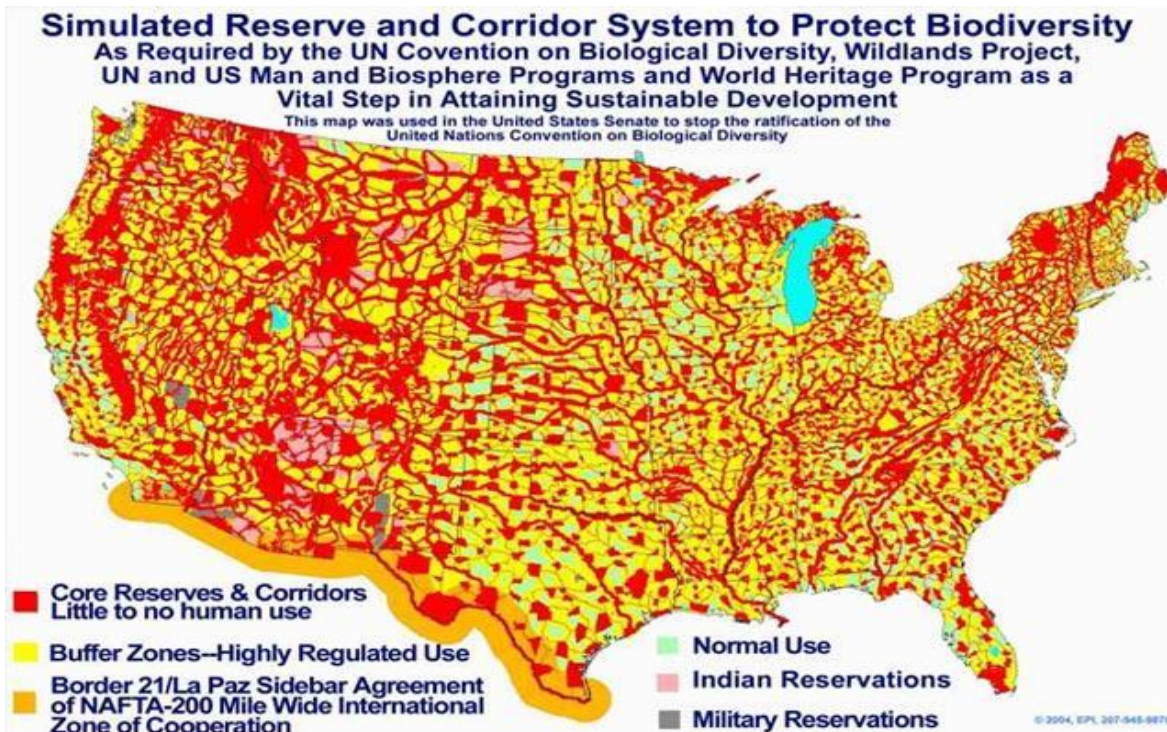 Simulated Reserve and Corridor System to Protect Biodiversity
As Required by the UN Covention on Biological Diversity, Wildlands Project,
UN and US Man and Biosphere Programs and World Heritage Program as a
Vital Step in Attaining Sustainable Development
This map was used in the United States Senate to stop the ratification of the
United Nations Convention on Biological Diversity
Core Reserves & Corridors
Little to no human use
Buffer Zones--Highly Regulated Use
Border 21/La Paz Sidebar Agreement
of NAFTA-200 Mile Wide International
Zone of Cooperation
Normal Use
Indian Reservations
Military Reservations
© 2004, EPI,